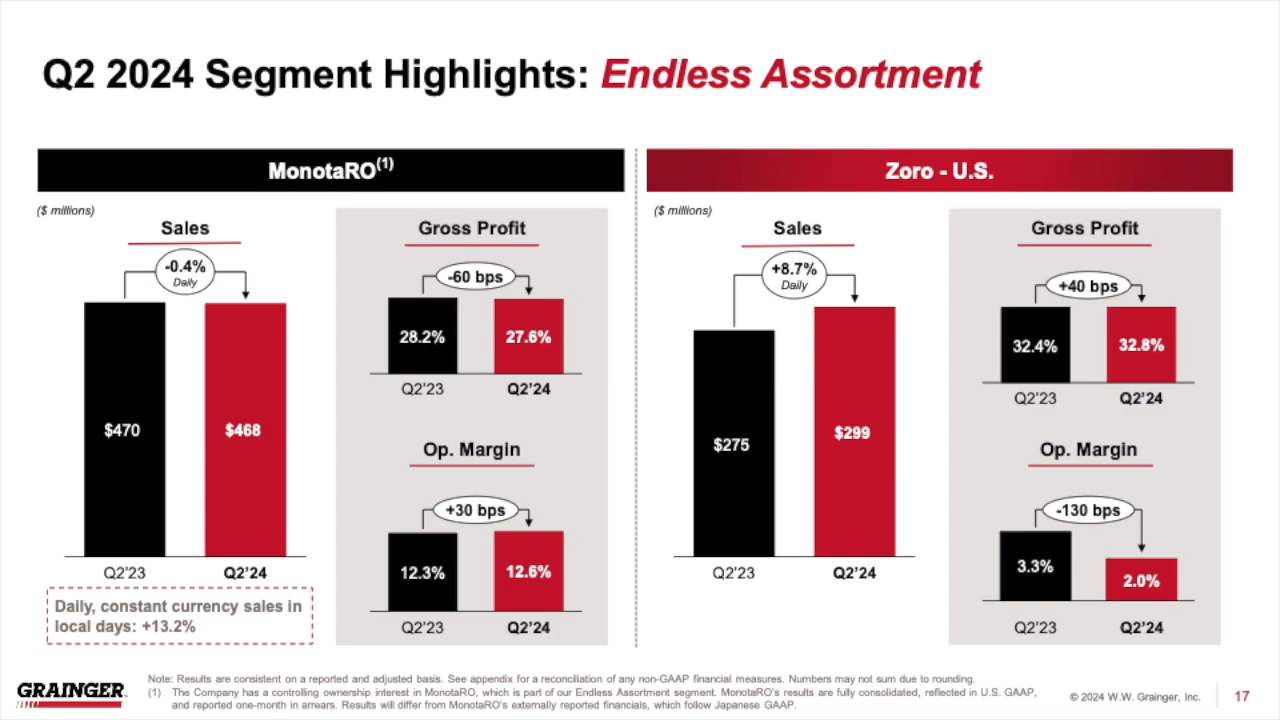 Q2 2024 Segment Highlights: Endless Assortment
MonotaRO(1)
($ millions)
Sales
-0.4%
Daily
$470
$468
Q2'23
Q2'24
Daily, constant currency sales in
local days: +13.2%
Gross Profit
-60 bps
28.2%
27.6%
Q2'23
Q2'24
Op. Margin
+30 bps
12.3%
12.6%
Q2'23
Q2'24
Zoro - U.S.
($ millions)
Sales
+8.7%
Daily
$275
$299
Q2'23
Q2'24
Gross Profit
+40 bps
32.4%
32.8%
Q2'23
Q2'24
Op. Margin
-130 bps
3.3%
2.0%
Q2'23
Q2'24
GRAINGER
Note: Results are consistent on a reported and adjusted basis. See appendix for a reconciliation of any non-GAAP financial measures. Numbers may not sum due to rounding.
(1) The Company has a controlling ownership interest in MonotaRO, which is part of our Endless Assortment segment. MonotaRO's results are fully consolidated, reflected in U.S. GAAP,
and reported one-month in arrears. Results will differ from MonotaRO's externally reported financials, which follow Japanese GAAP.
© 2024 W.W. Grainger, Inc.
17